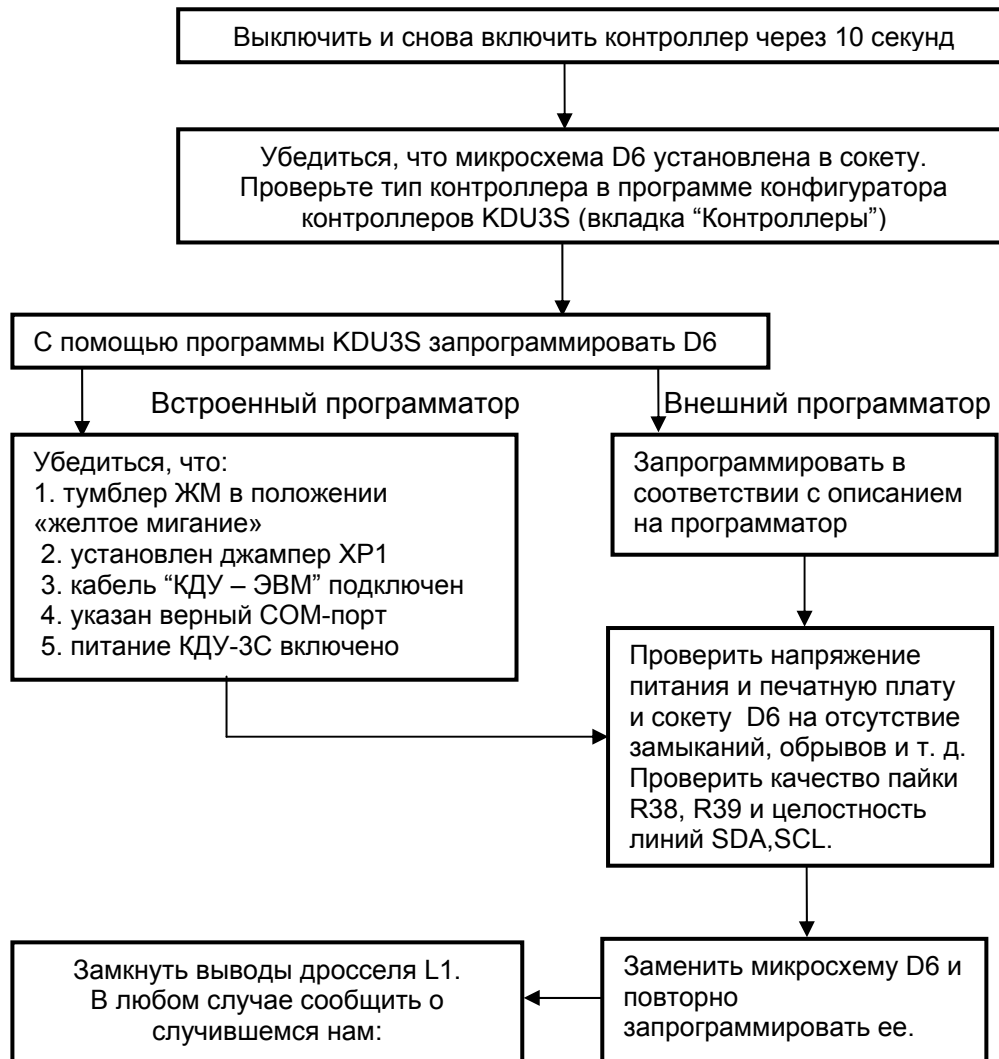 Выключить и снова включить контроллер через 10 секунд
Убедиться, что микросхема D6 установлена в сокету.
Проверьте тип контроллера в программе конфигуратора
контроллеров KDU3S (вкладка “Контроллеры”)
С помощью программы KDU3S запрограммировать D6
Встроенный программатор
Внешний программатор
Убедиться, что:
1. тумблер ЖМ в положении
«желтое мигание»
2. установлен джампер XP1
3. кабель “КДУ – ЭВМ” подключен
4. указан верный COM-порт
5. питание КДУ-3С включено
Запрограммировать в
соответствии с описанием
на программатор
Проверить напряжение
питания и печатную плату
и сокету D6 на отсутствие
замыканий, обрывов и т. д.
Проверить качество пайки
R38, R39 и целостность
линий SDA,SCL.
Заменить микросхему D6 и
повторно
запрограммировать ее.
Замкнуть выводы дросселя L1.
В любом случае сообщить о
случившемся нам: